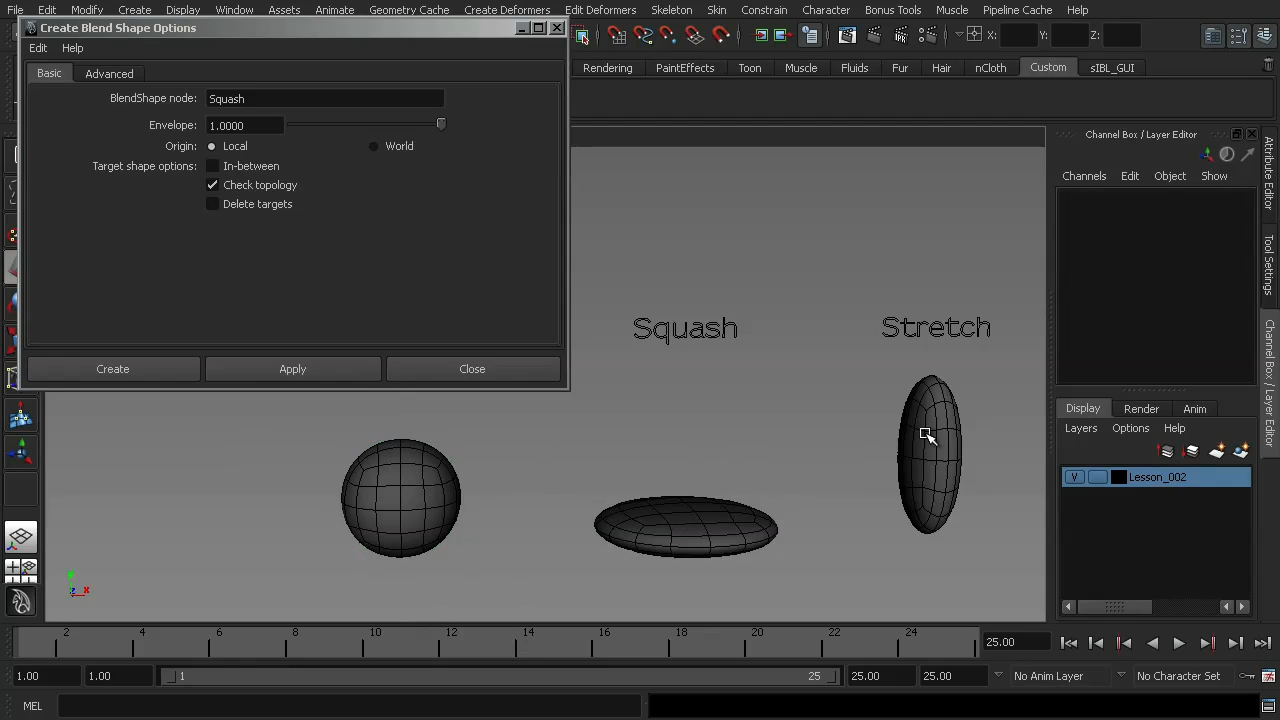 File Edit Modify Create Display Window Assets Animate Geometry Cache Create Deformers Edit Deformers Skeleton Skin Constrain Character Bonus Tools Muscle Pipeline Cache Help
Create Blend Shape Options
X: Y: Z:
Edit Help
Rendering PaintEffects Toon Muscle Fluids Fur Hair nCloth Custom sIBL_GUI
Basic Advanced
BlendShape node: Squash
Envelope: 1.0000
Origin: Local World
Target shape options: In-between
Check topology
Delete targets
Create Apply Close
Channel Box / Layer Editor
Channels Edit Object Show
Attribute Editor
Tool Settings
Channel Box / Layer Editor
Squash Stretch
Display Render Anim
Layers Options Help
V Lesson_002
2 4 6 8 10 12 14 16 18 20 22 24 25.00
1.00 1.00 1 25 25.00 25.00 No Anim Layer No Character Set
MEL